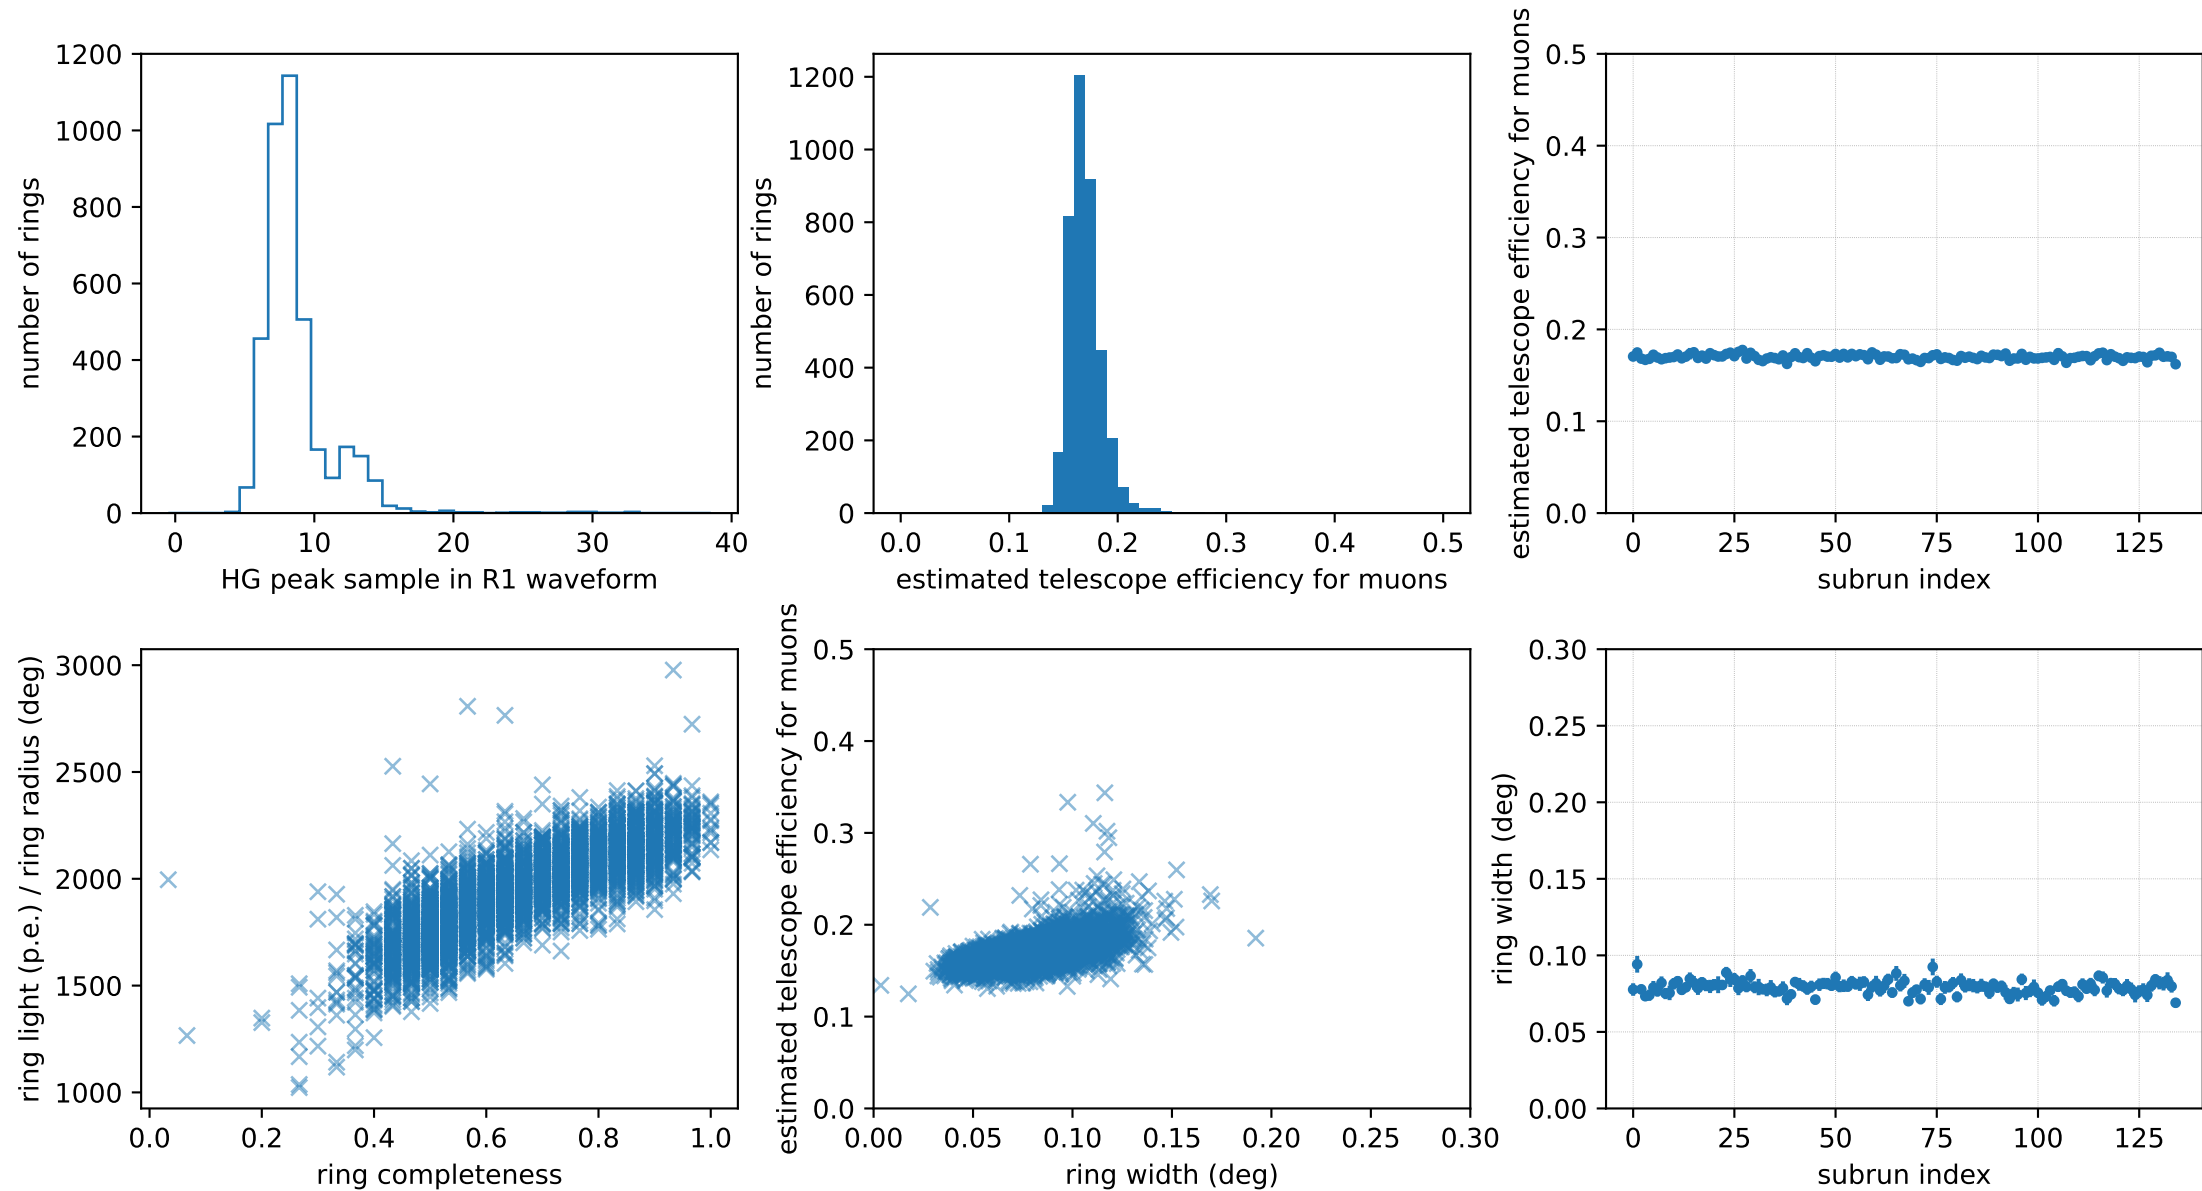 number of rings
1200
1000
800
600
400
200
0
0 10 20 30 40
HG peak sample in R1 waveform
number of rings
1200
1000
800
600
400
200
0
0.0 0.1 0.2 0.3 0.4 0.5
estimated telescope efficiency for muons
estimated telescope efficiency for muons
0.5
0.4
0.3
0.2
0.1
0.0
0 25 50 75 100 125
subrun index
ring light (p.e.) / ring radius (deg)
3000
2500
2000
1500
1000
0.0 0.2 0.4 0.6 0.8 1.0
ring completeness
estimated telescope efficiency for muons
0.5
0.4
0.3
0.2
0.1
0.0
0.00 0.05 0.10 0.15 0.20 0.25 0.30
ring width (deg)
ring width (deg)
0.30
0.25
0.20
0.15
0.10
0.05
0.00
0 25 50 75 100 125
subrun index